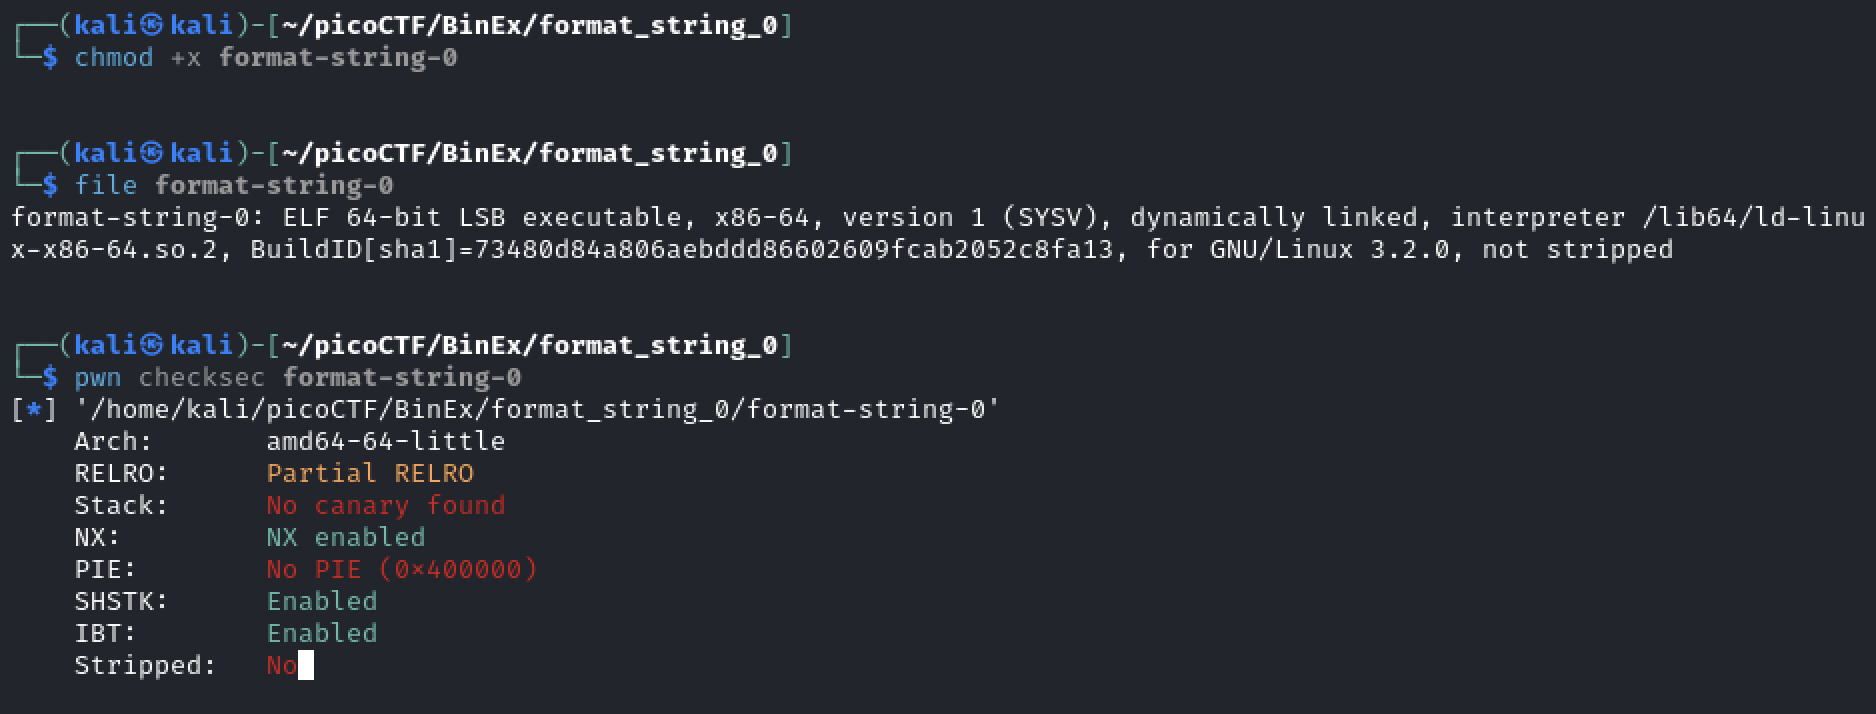 ┌──(kali㉿kali)-[~/picoCTF/BinEx/format_string_0]
└─$ chmod +x format-string-0
┌──(kali㉿kali)-[~/picoCTF/BinEx/format_string_0]
└─$ file format-string-0
format-string-0: ELF 64-bit LSB executable, x86-64, version 1 (SYSV), dynamically linked, interpreter /lib64/ld-linu
x-x86-64.so.2, BuildID[sha1]=73480d84a806aebddd86602609fcab2052c8fa13, for GNU/Linux 3.2.0, not stripped
┌──(kali㉿kali)-[~/picoCTF/BinEx/format_string_0]
└─$ pwn checksec format-string-0
[*] '/home/kali/picoCTF/BinEx/format_string_0/format-string-0'
Arch: amd64-64-little
RELRO: Partial RELRO
Stack: No canary found
NX: NX enabled
PIE: No PIE (0×400000)
SHSTK: Enabled
IBT: Enabled
Stripped: No